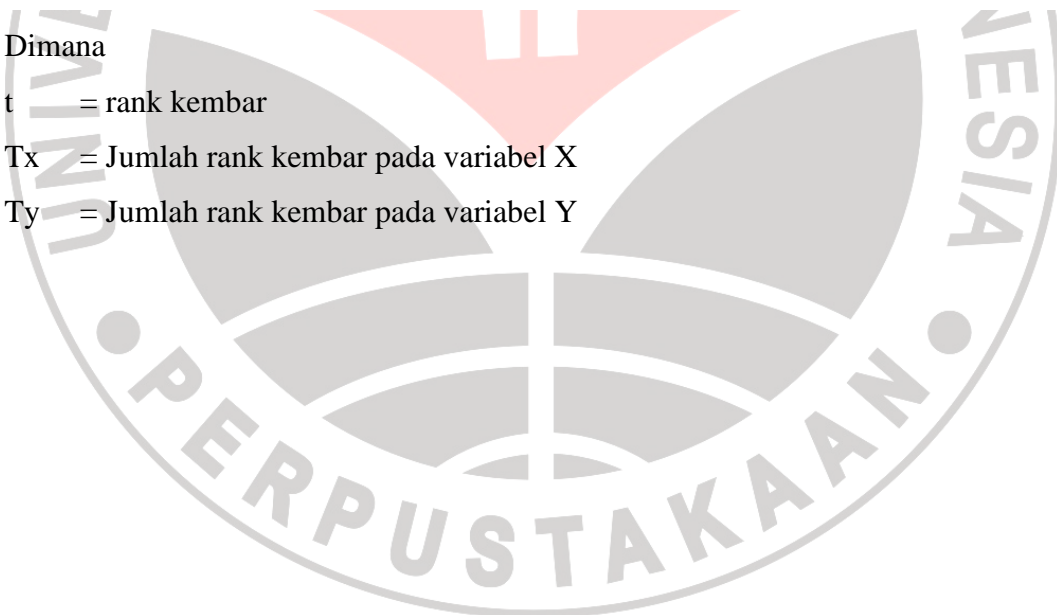 Dimana
t = rank kembar
Tx = Jumlah rank kembar pada variabel X
Ty = Jumlah rank kembar pada variabel Y
PERPUSTAKAAN